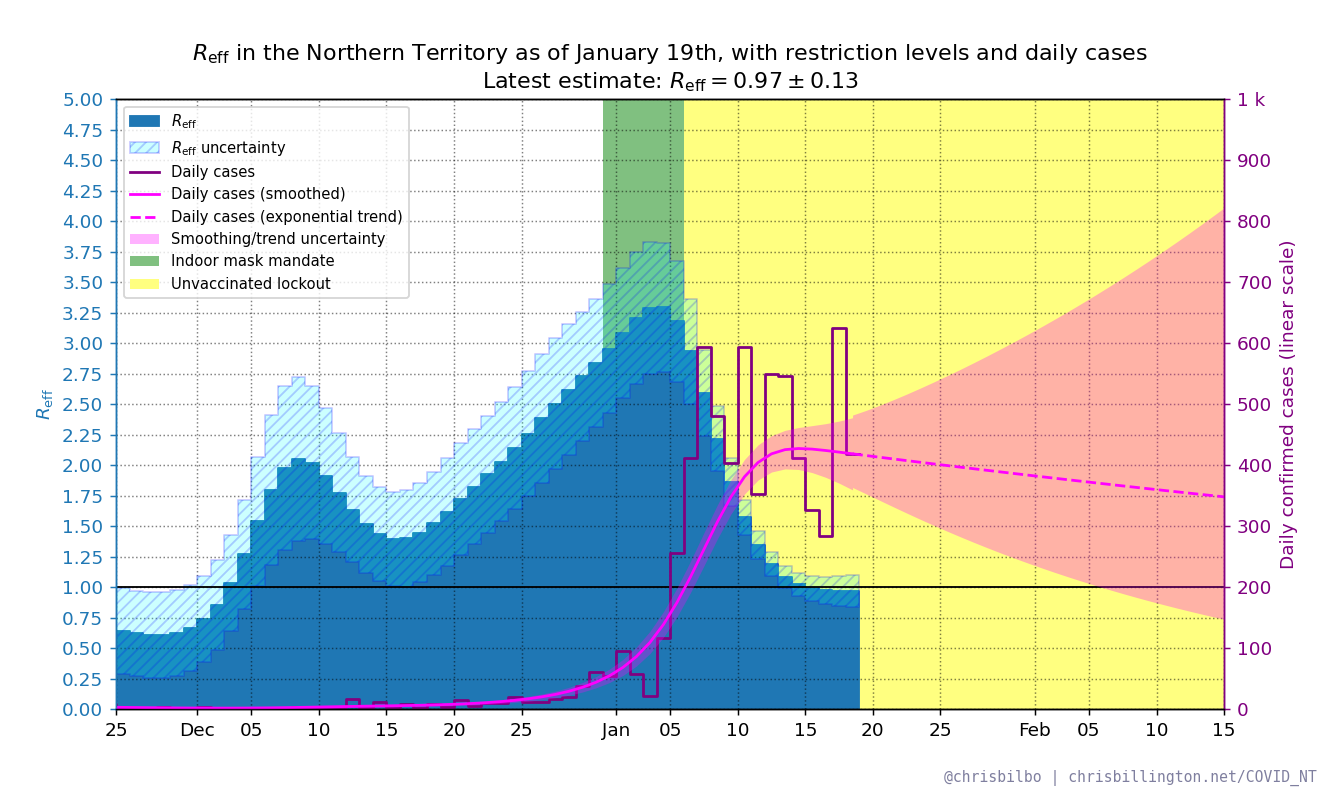 Reff in the Northern Territory as of January 19th, with restriction levels and daily cases
Latest estimate: Reff = 0.97 ± 0.13
5.00
4.75
4.50
4.25
4.00
3.75
3.50
3.25
3.00
2.75
2.50
2.25
2.00
1.75
1.50
1.25
1.00
0.75
0.50
0.25
0.00
Reff
Reff
Reff uncertainty
Daily cases
Daily cases (smoothed)
Daily cases (exponential trend)
Smoothing/trend uncertainty
Indoor mask mandate
Unvaccinated lockout
1 k
900
800
700
600
500
400
300
200
100
0
Daily confirmed cases (linear scale)
25 Dec 05 10 15 20 25 Jan 05 10 15 20 25 Feb 05 10 15
@chrisbilbo | chrisbillington.net/COVID_NT